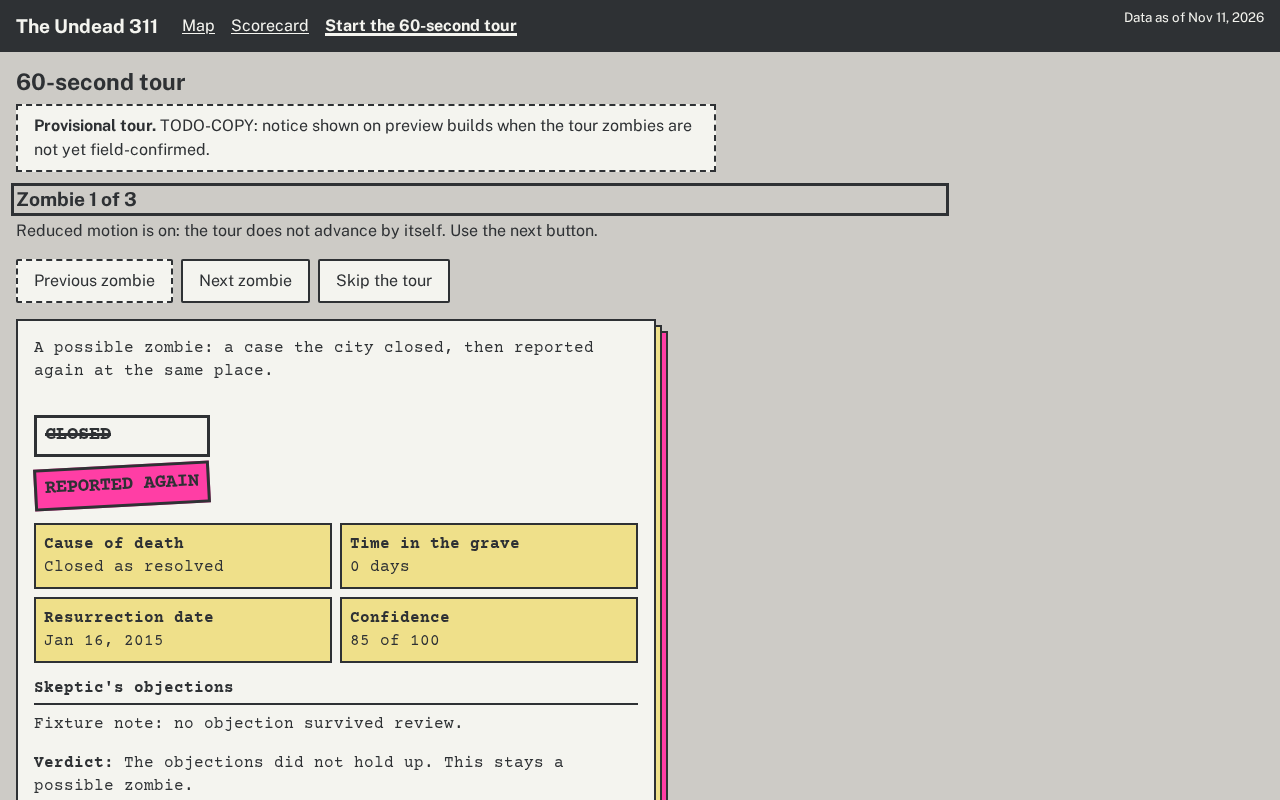 The Undead 311 Map Scorecard Start the 60-second tour Data as of Nov 11, 2026
60-second tour
Provisional tour. TODO-COPY: notice shown on preview builds when the tour zombies are
not yet field-confirmed.
Zombie 1 of 3
Reduced motion is on: the tour does not advance by itself. Use the next button.
Previous zombie Next zombie Skip the tour
A possible zombie: a case the city closed, then reported
again at the same place.
CLOSED
REPORTED AGAIN
Cause of death Time in the grave
Closed as resolved 0 days
Resurrection date Confidence
Jan 16, 2015 85 of 100
Skeptic's objections
Fixture note: no objection survived review.
Verdict: The objections did not hold up. This stays a
possible zombie.